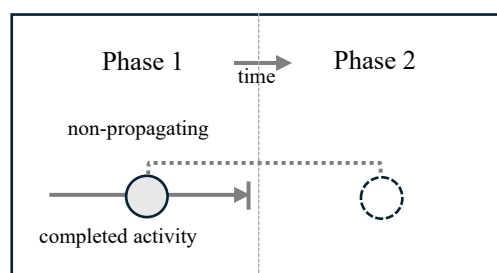 Phase 1
time
Phase 2
non-propagating
completed activity